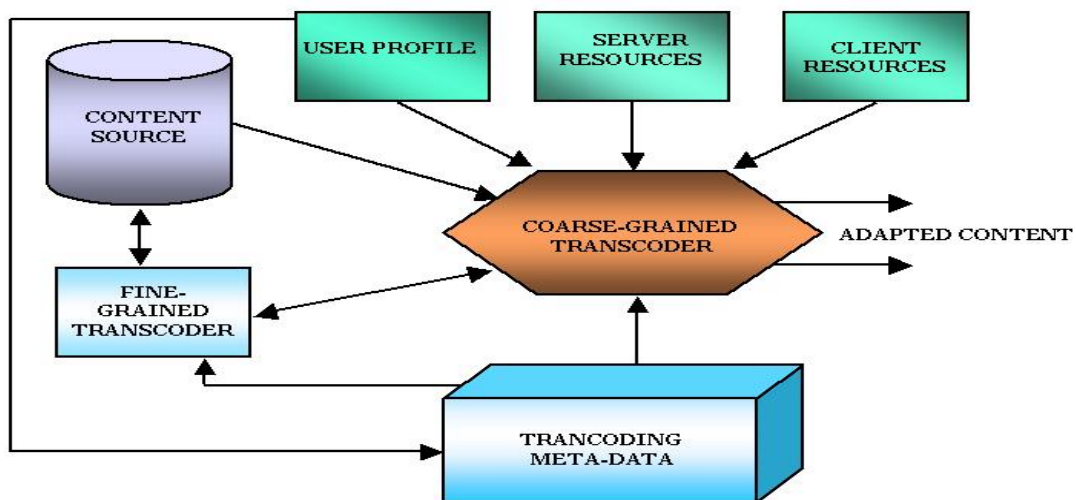 USER PROFILE
SERVER
RESOURCES
CLIENT
RESOURCES
CONTENT
SOURCE
COARSE-GRAINED
TRANSCODER
ADAPTED CONTENT
FINE-
GRAINED
TRANSCODER
TRANCODING
META-DATA